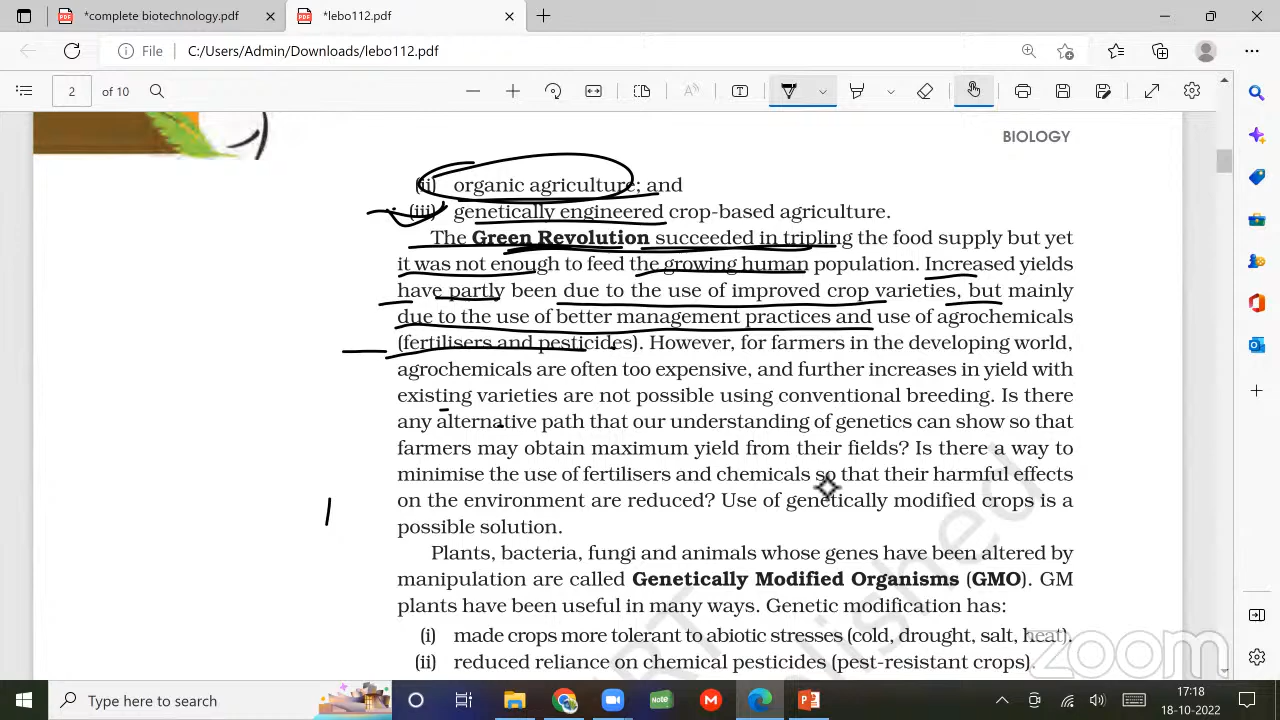 *complete biotechnology.pdf
*lebo112.pdf
File C:/Users/Admin/Downloads/lebo112.pdf
2 of 10
BIOLOGY
(ii) organic agriculture; and
(iii) genetically engineered crop-based agriculture.
The Green Revolution succeeded in tripling the food supply but yet
it was not enough to feed the growing human population. Increased yields
have partly been due to the use of improved crop varieties, but mainly
due to the use of better management practices and use of agrochemicals
(fertilisers and pesticides). However, for farmers in the developing world,
agrochemicals are often too expensive, and further increases in yield with
existing varieties are not possible using conventional breeding. Is there
any alternative path that our understanding of genetics can show so that
farmers may obtain maximum yield from their fields? Is there a way to
minimise the use of fertilisers and chemicals so that their harmful effects
on the environment are reduced? Use of genetically modified crops is a
possible solution.
Plants, bacteria, fungi and animals whose genes have been altered by
manipulation are called Genetically Modified Organisms (GMO). GM
plants have been useful in many ways. Genetic modification has:
(i) made crops more tolerant to abiotic stresses (cold, drought, salt, heat).
(ii) reduced reliance on chemical pesticides (pest-resistant crops).
zoom
Type here to search
note
17:18
18-10-2022